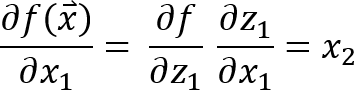 ∂f(x⃗)/∂x₁ = ∂f/∂z₁ ∂z₁/∂x₁ = x₂